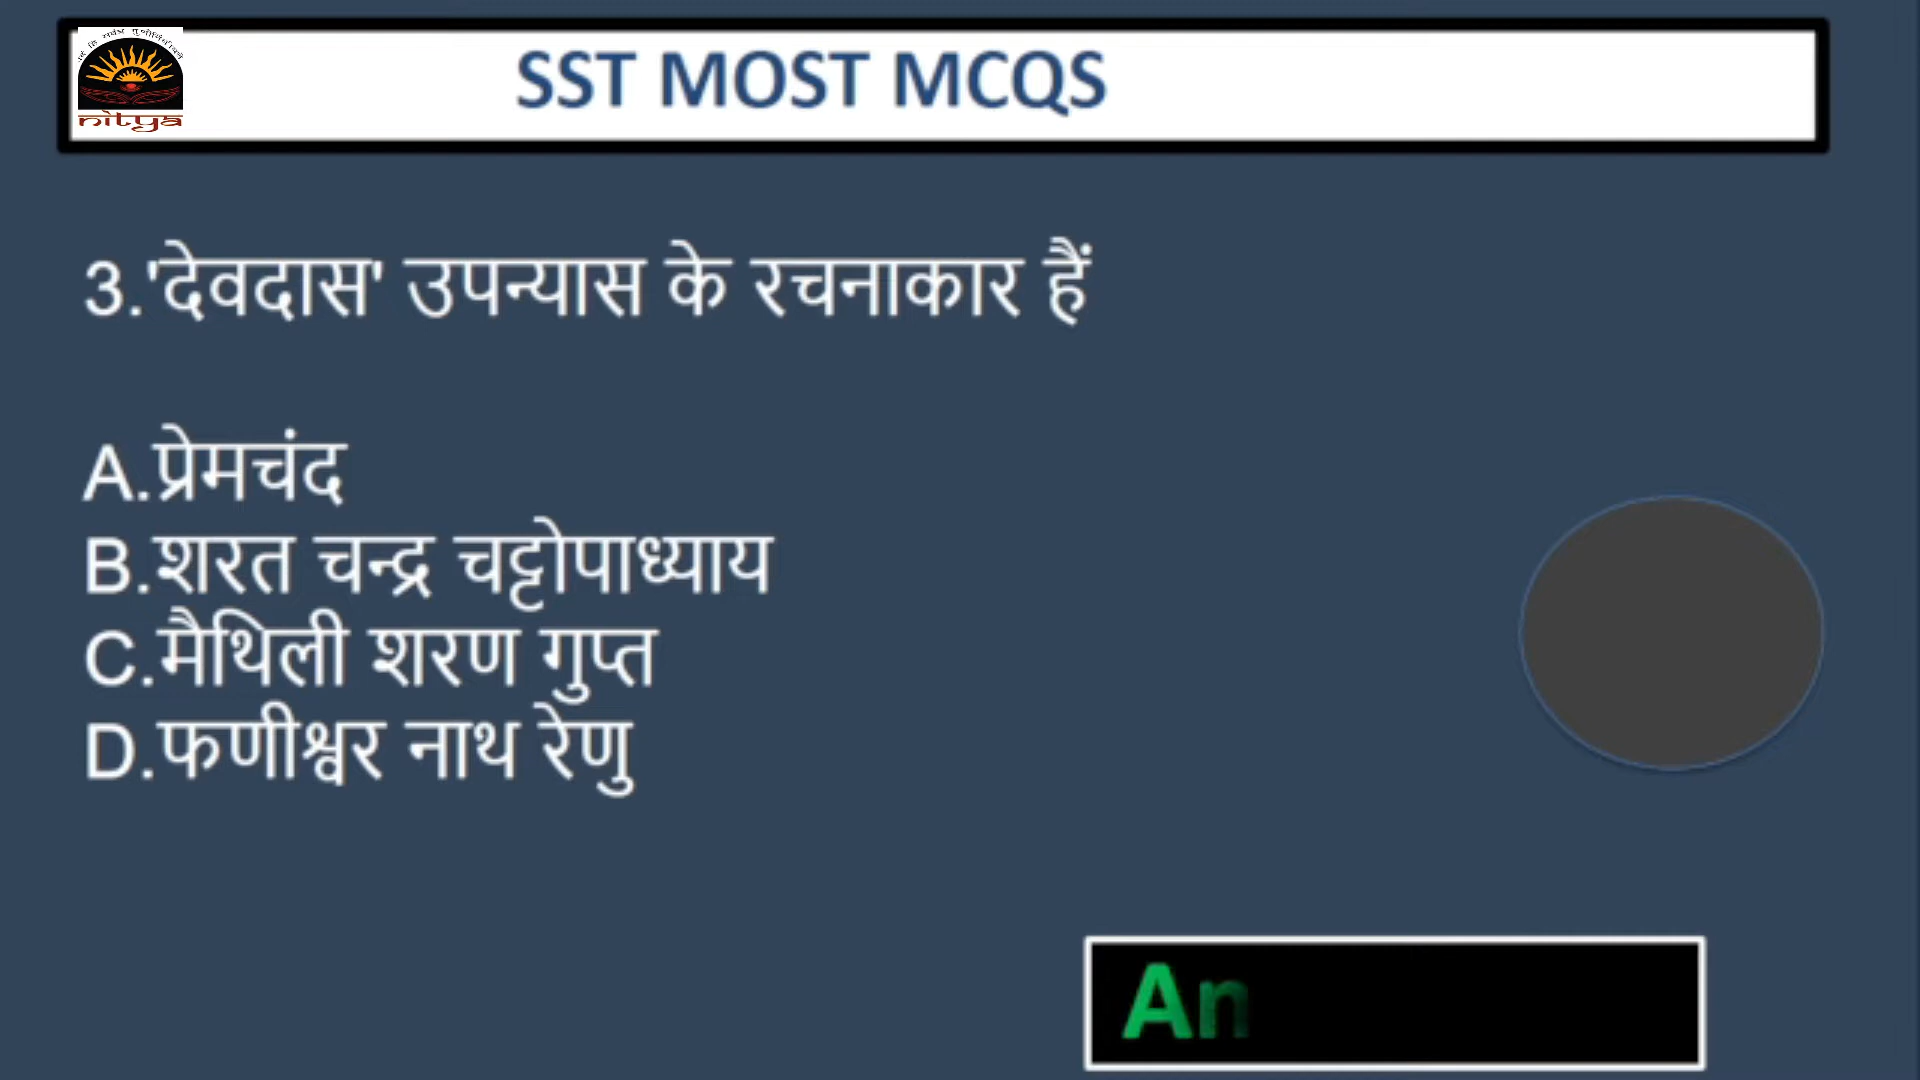 SST MOST MCQS
nitya
3.'देवदास' उपन्यास के रचनाकार हैं
A.प्रेमचंद
B.शरत चन्द्र चट्टोपाध्याय
C.मैथिली शरण गुप्त
D.फणीश्वर नाथ रेणु
An